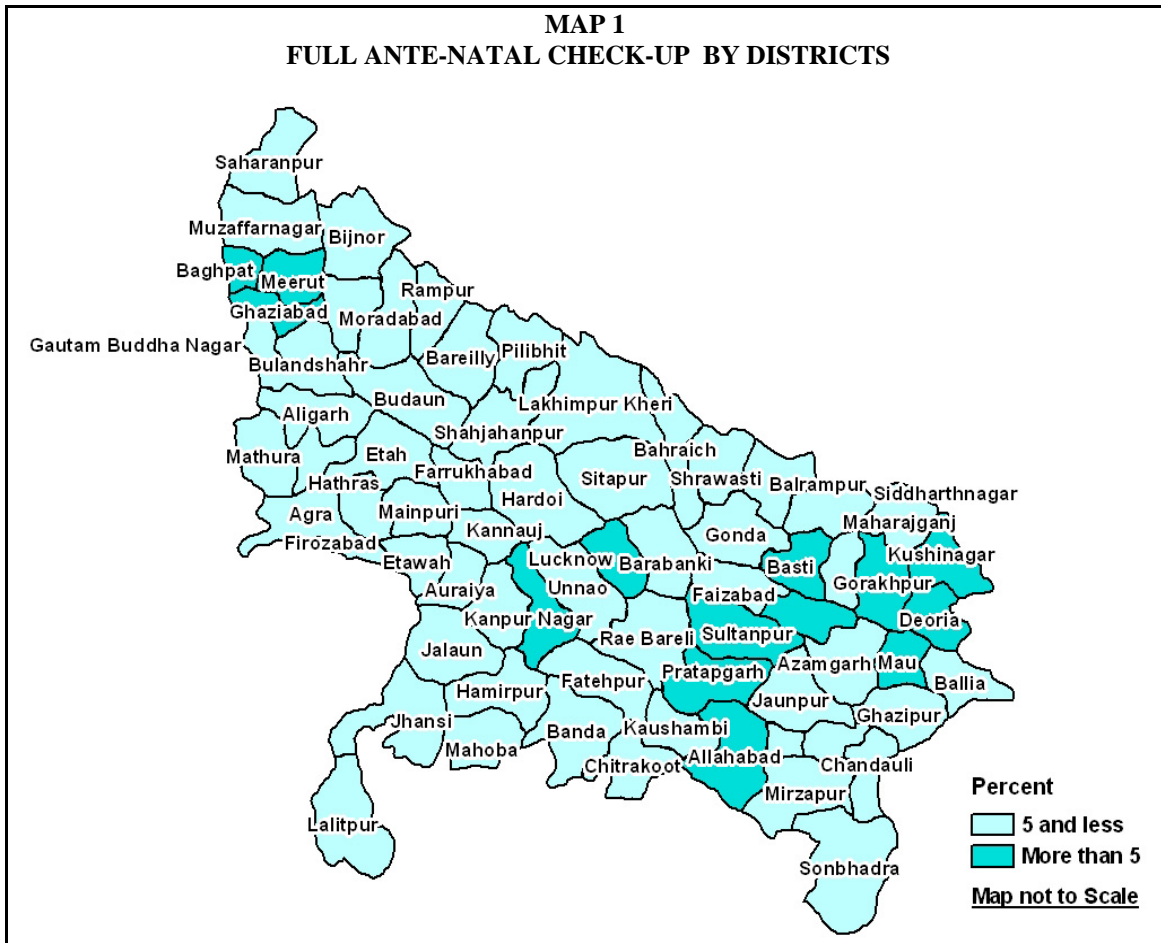 MAP 1
FULL ANTE-NATAL CHECK-UP BY DISTRICTS
Saharanpur
Muzaffarnagar
Bijnor
Baghpat
Meerut
Rampur
Ghaziabad
Moradabad
Gautam Buddha Nagar
Bulandshahr
Bareilly
Pilibhit
Budaun
Lakhimpur Kheri
Aligarh
Shahjahanpur
Mathura
Etah
Farrukhabad
Bahraich
Hathras
Sitapur
Shrawasti
Balrampur
Siddharthnagar
Agra
Mainpuri
Hardoi
Maharajganj
Firozabad
Kannauj
Gonda
Kushinagar
Etawah
Lucknow
Barabanki
Basti
Gorakhpur
Auraiya
Unnao
Faizabad
Kanpur Nagar
Deoria
Jalaun
Rae Bareli
Sultanpur
Azamgarh
Mau
Hamirpur
Fatehpur
Pratapgarh
Ballia
Jaunpur
Jhansi
Ghazipur
Mahoba
Banda
Kaushambi
Chitrakoot
Allahabad
Chandauli
Mirzapur
Lalitpur
Sonbhadra
Percent
5 and less
More than 5
Map not to Scale